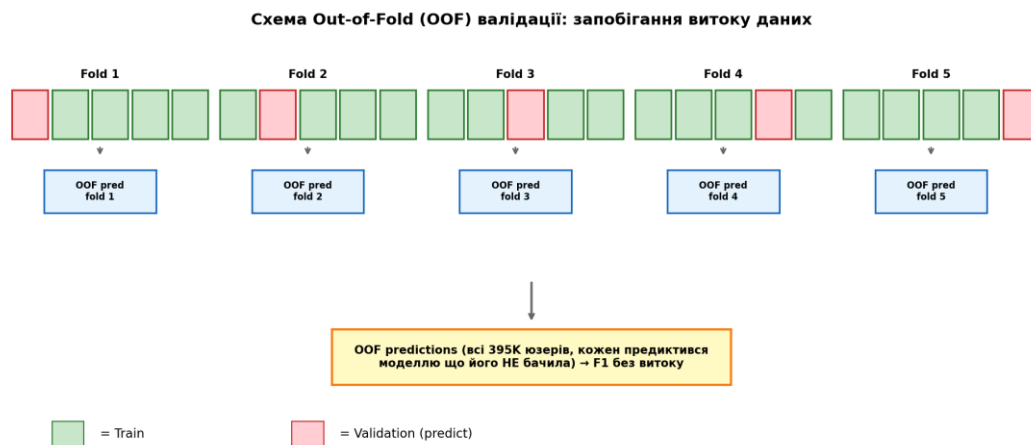 Схема Out-of-Fold (OOF) валідації: запобігання витоку даних
Fold 1
Fold 2
Fold 3
Fold 4
Fold 5
OOF pred
fold 1
OOF pred
fold 2
OOF pred
fold 3
OOF pred
fold 4
OOF pred
fold 5
OOF predictions (всі 395K юзерів, кожен предиктився
моделлю що його НЕ бачила) → F1 без витоку
= Train
= Validation (predict)